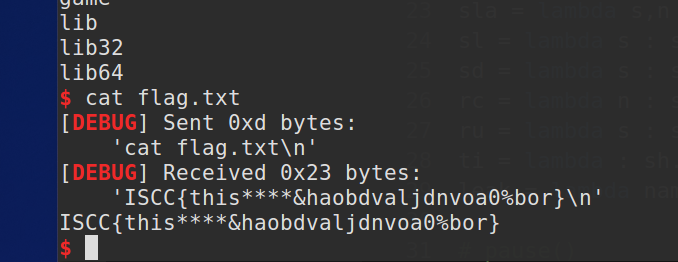 game
lib
lib32
lib64
$ cat flag.txt
[DEBUG] Sent 0xd bytes:
    'cat flag.txt\n'
[DEBUG] Received 0x23 bytes:
    'ISCC{this****&haobdvaljdnvoa0%bor}\n'
ISCC{this****&haobdvaljdnvoa0%bor}
$